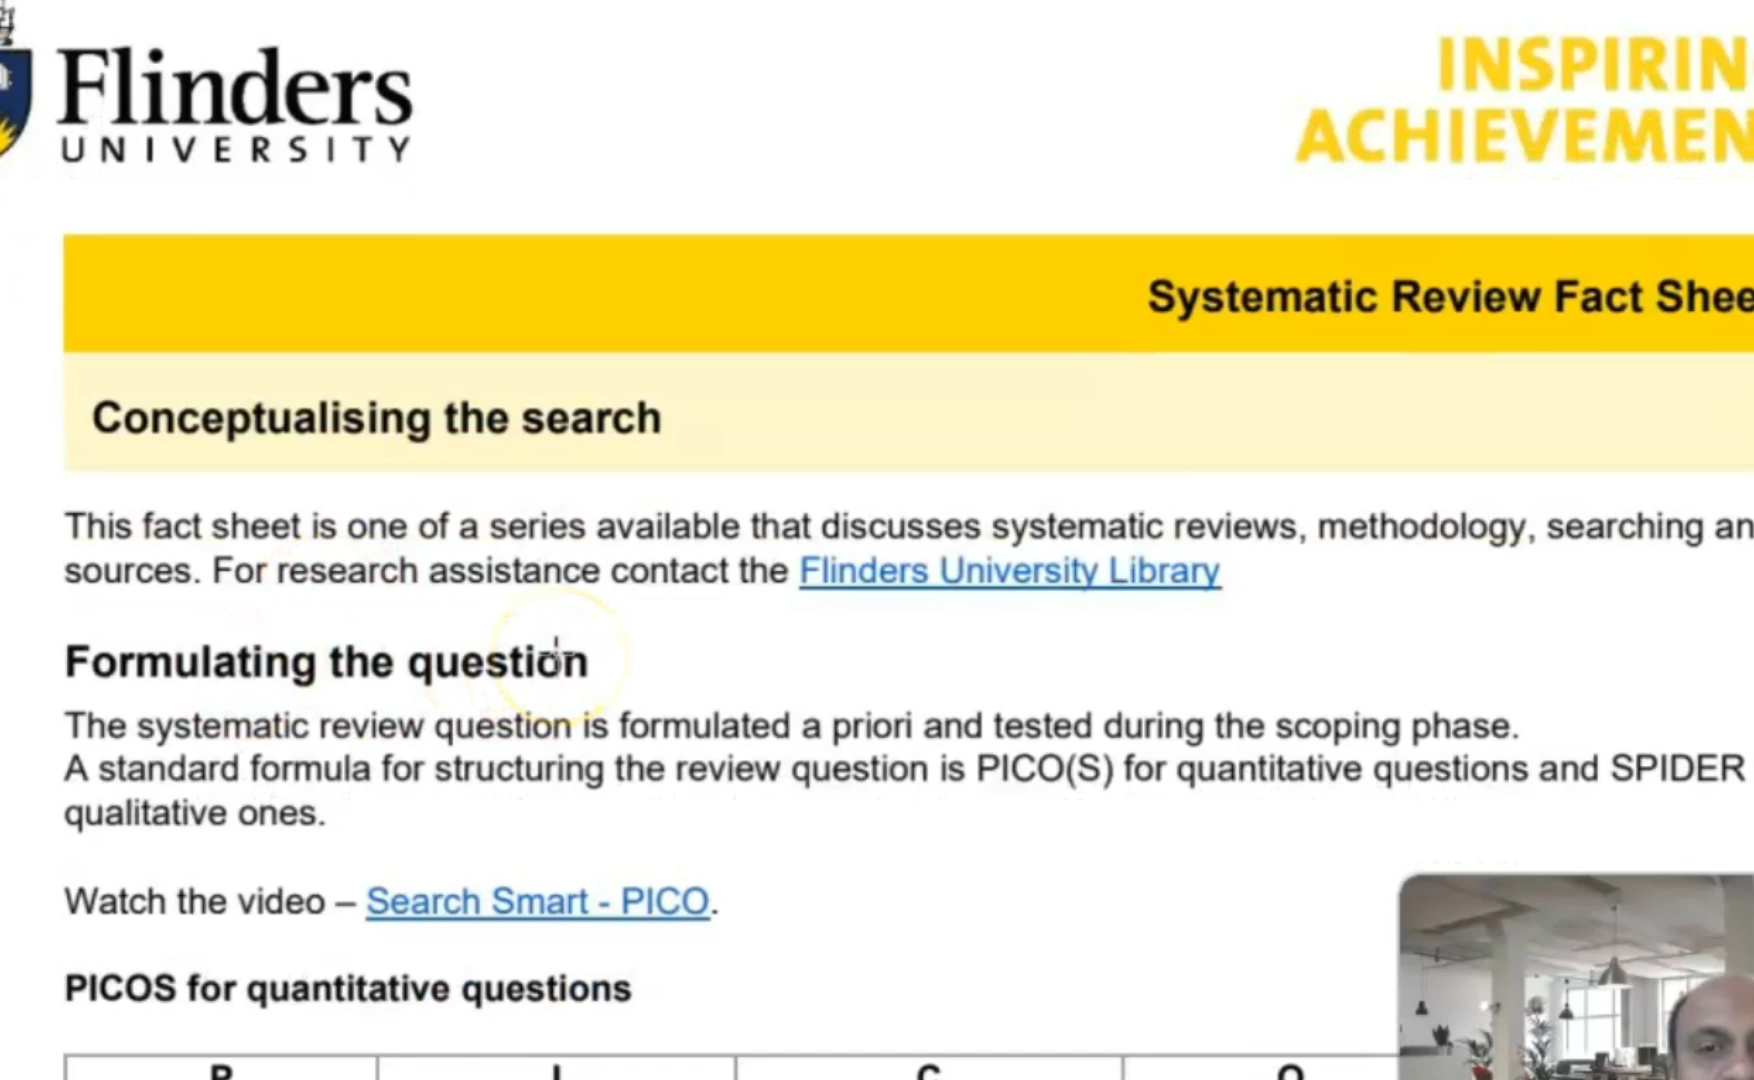 Flinders
UNIVERSITY
INSPIRIN
ACHIEVEMEN
Systematic Review Fact Shee
Conceptualising the search
This fact sheet is one of a series available that discusses systematic reviews, methodology, searching an
sources. For research assistance contact the Flinders University Library
Formulating the question
The systematic review question is formulated a priori and tested during the scoping phase.
A standard formula for structuring the review question is PICO(S) for quantitative questions and SPIDER
qualitative ones.
Watch the video – Search Smart - PICO.
PICOS for quantitative questions
P I C O